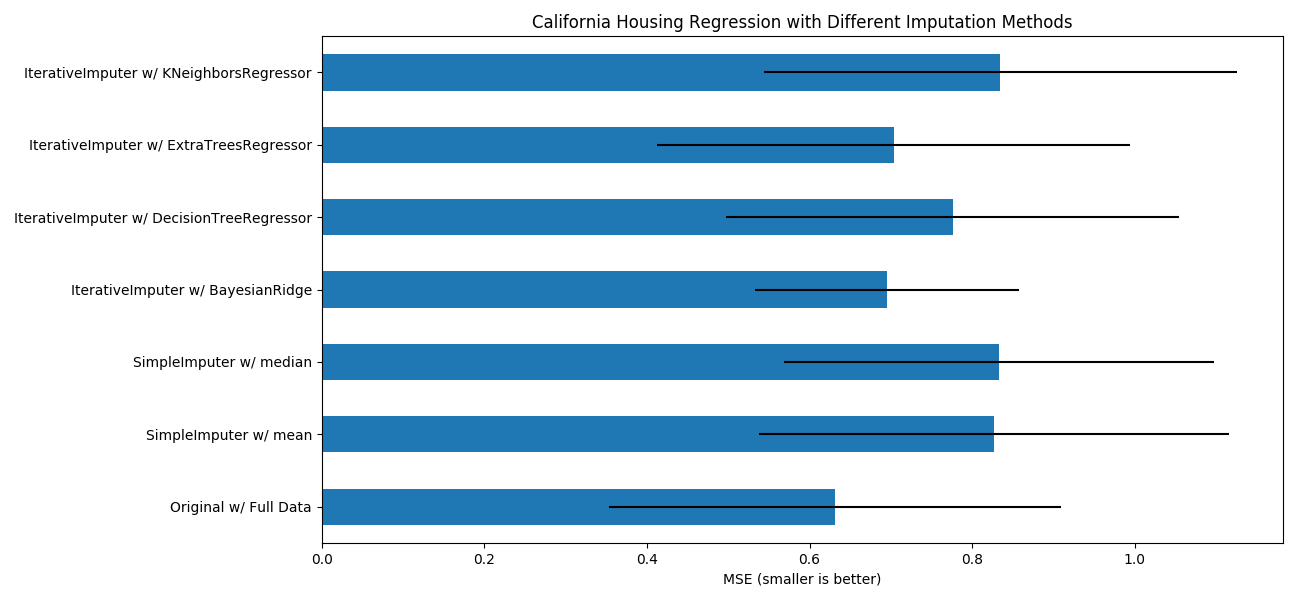 California Housing Regression with Different Imputation Methods
IterativeImputer w/ KNeighborsRegressor
IterativeImputer w/ ExtraTreesRegressor
IterativeImputer w/ DecisionTreeRegressor
IterativeImputer w/ BayesianRidge
SimpleImputer w/ median
SimpleImputer w/ mean
Original w/ Full Data
0.0 0.2 0.4 0.6 0.8 1.0
MSE (smaller is better)